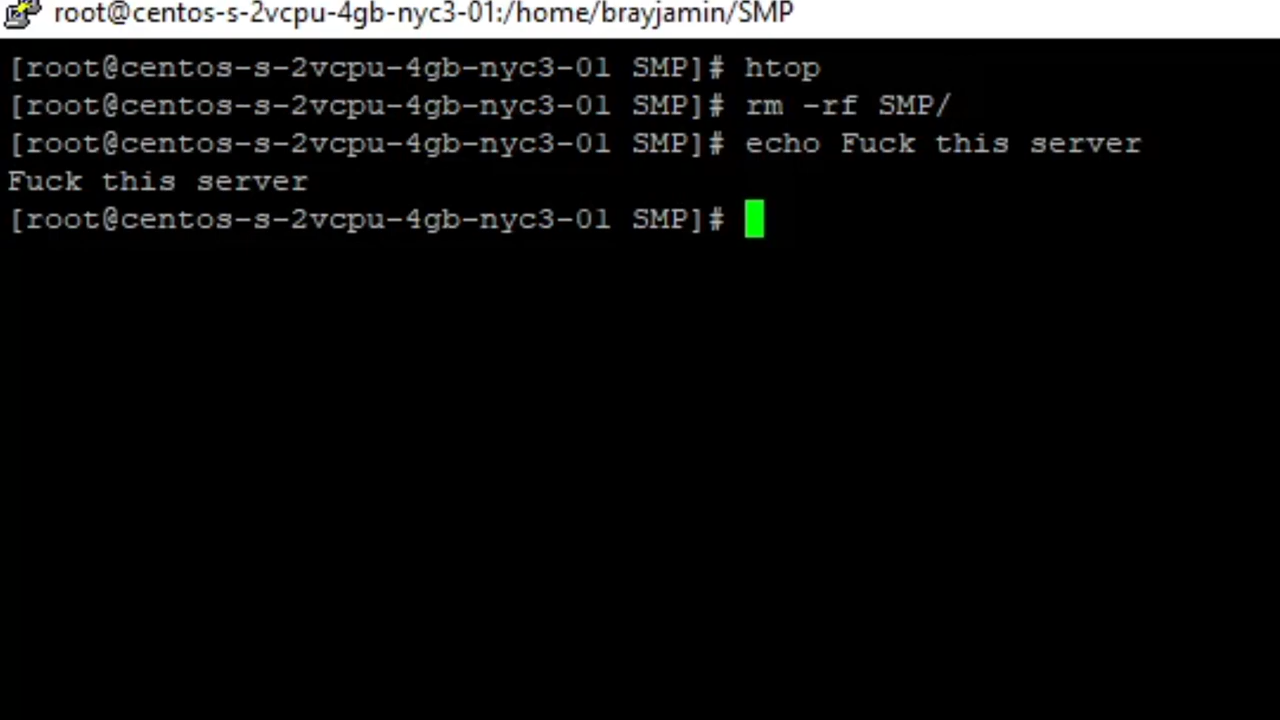 root@centos-s-2vcpu-4gb-nyc3-01:/home/brayjamin/SMP
[root@centos-s-2vcpu-4gb-nyc3-01 SMP]# htop
[root@centos-s-2vcpu-4gb-nyc3-01 SMP]# rm -rf SMP/
[root@centos-s-2vcpu-4gb-nyc3-01 SMP]# echo Fuck this server
Fuck this server
[root@centos-s-2vcpu-4gb-nyc3-01 SMP]#